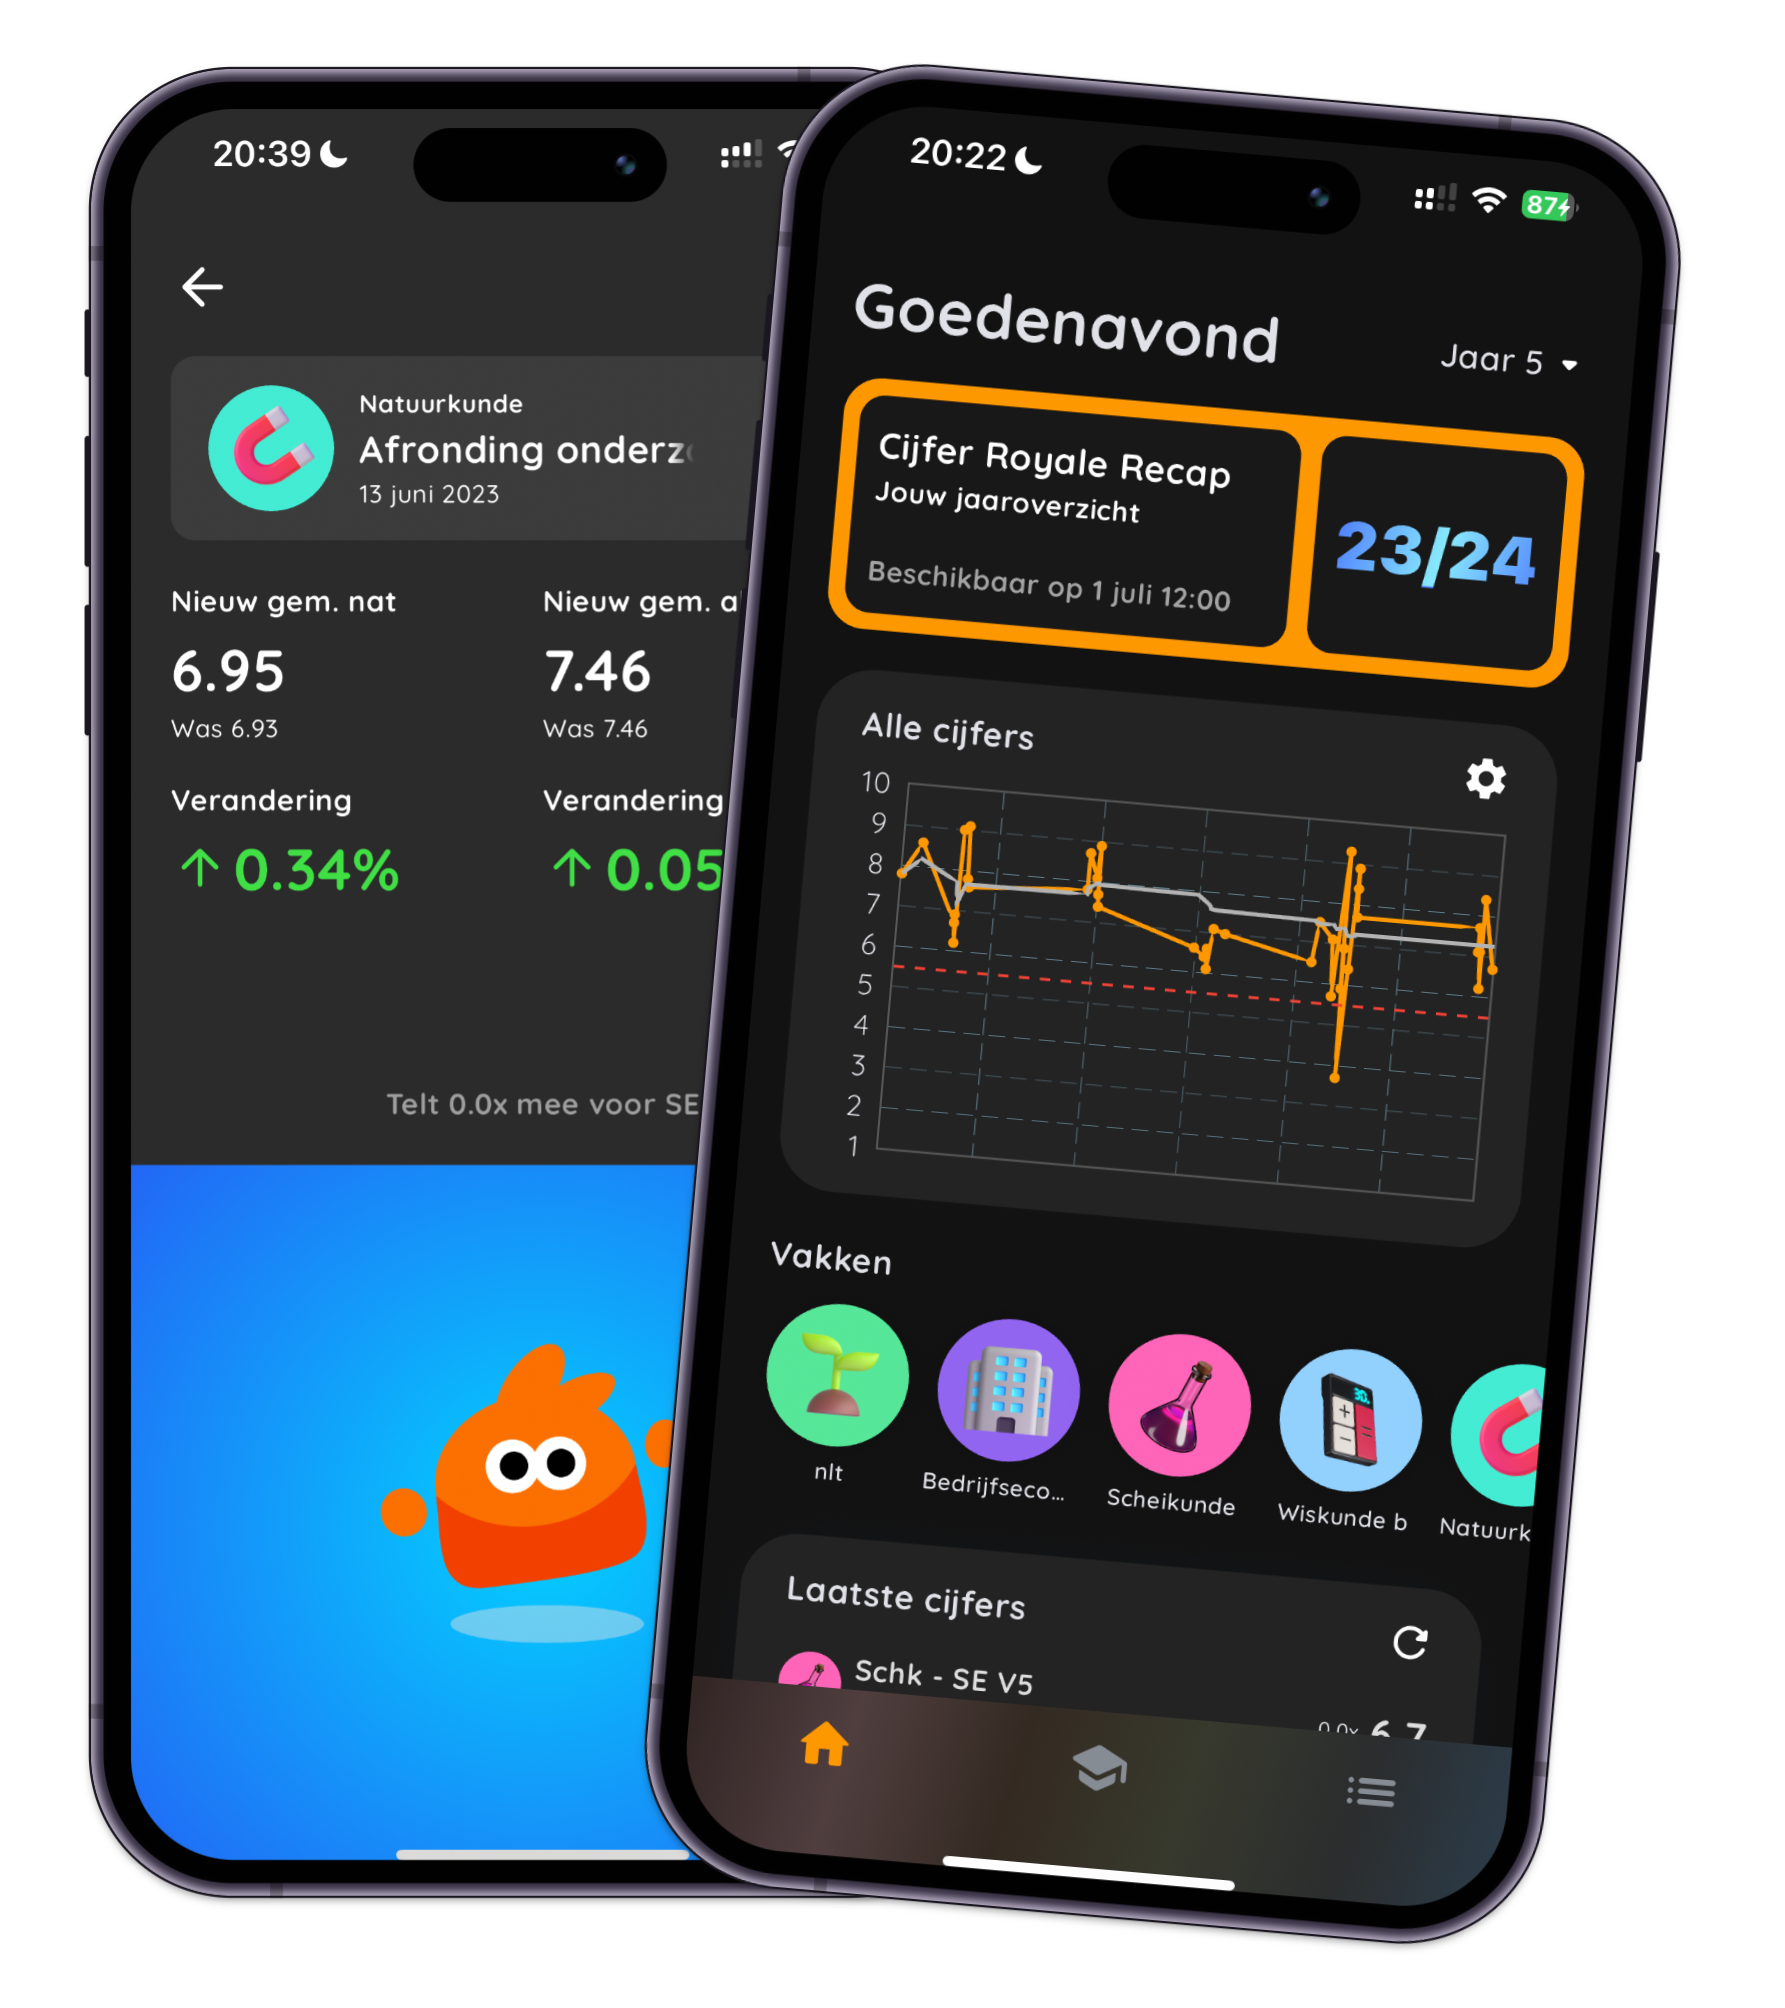 20:39
Natuurkunde
Afronding
13 juni 2023
Nieuw gem. nat
Nieuw gem.
6.95
7.46
Was 6.93
Was 7.46
Verandering
Verandering
0.34%
0.05
Telt 0.0x mee voor SE
20:22
87
Goedenavond
Jaar 5
Cijfer Royale Recap
Jouw jaaroverzicht
Beschikbaar op 1 juli 12:00
23/24
Alle cijfers
10
9
8
7
6
5
4
3
2
1
Vakken
nlt
Bedrijfseco...
Scheikunde
Wiskunde b
Natuurk
Laatste cijfers
Schk - SE V5
0.0x 6.7